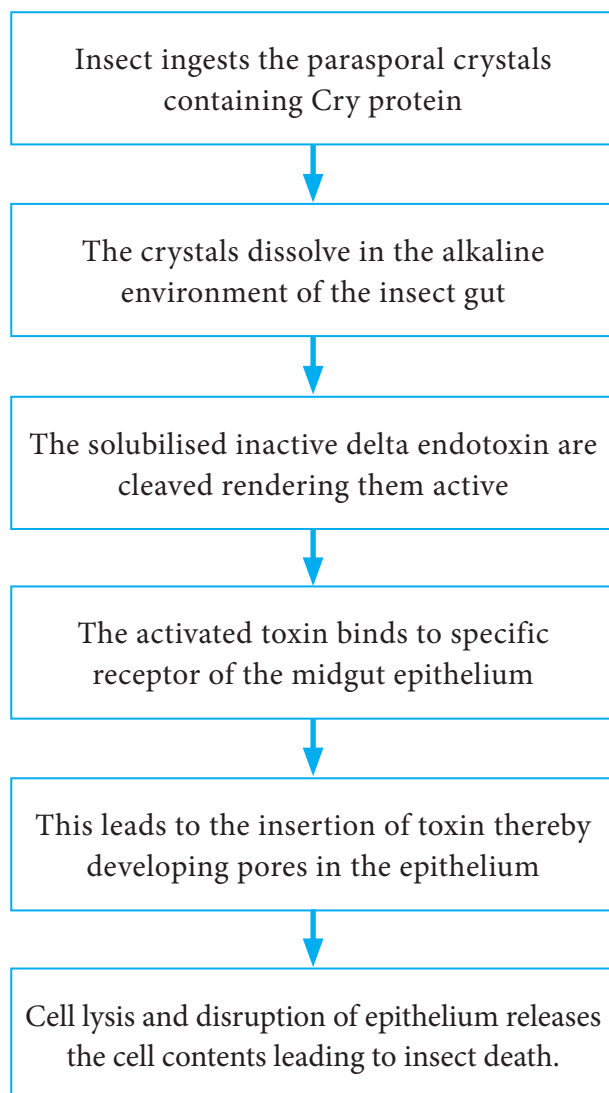 Insect ingests the parasporal crystals
containing Cry protein
The crystals dissolve in the alkaline
environment of the insect gut
The solubilised inactive delta endotoxin are
cleaved rendering them active
The activated toxin binds to specific
receptor of the midgut epithelium
This leads to the insertion of toxin thereby
developing pores in the epithelium
Cell lysis and disruption of epithelium releases
the cell contents leading to insect death.